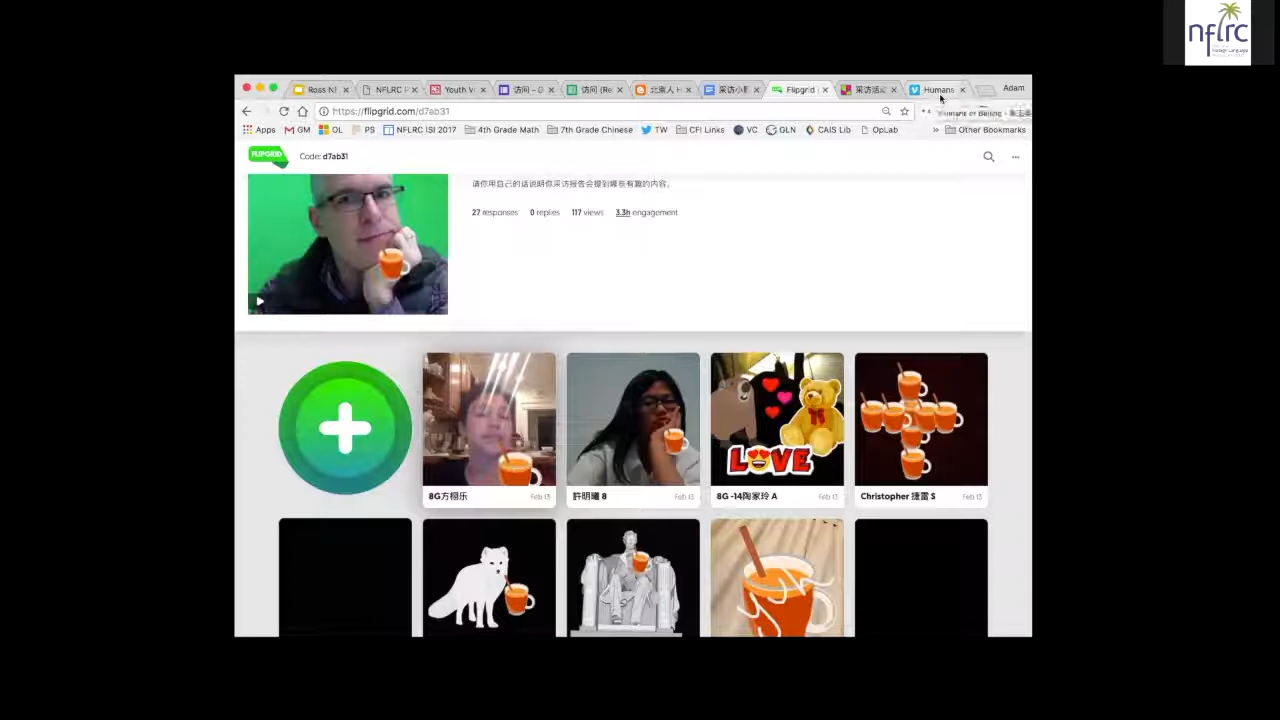 nflrc
Ross N
NFLRC P
Youth V
访问 - G
访问 (Re
北京人 H
采访小
Flipgrid
采访活
Humans
Adam
https://flipgrid.com/d7ab31
Apps
GM
OL
PS
NFLRC ISI 2017
4th Grade Math
7th Grade Chinese
TW
CFI Links
VC
GLN
CAIS Lib
OpLab
» Other Bookmarks
FLIPGRID
Code: d7ab31
请你用自己的话说明你采访报告会提到哪些有趣的内容。
27 responses 0 replies 117 views 3.3h engagement
LOVE
8G方栩乐 Feb 13
許明曦 8 Feb 13
8G -14陶家玲 A Feb 13
Christopher 捷雷 S Feb 13